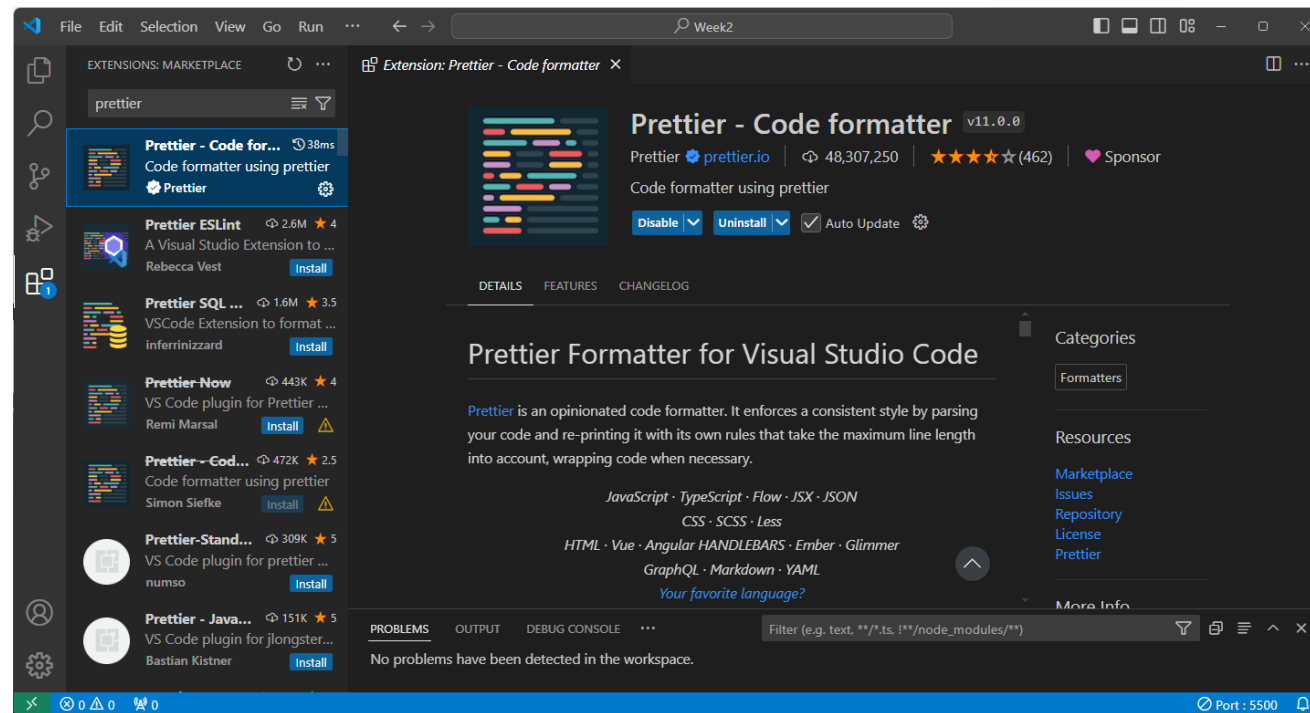 File Edit Selection View Go Run ··· Week2
EXTENSIONS: MARKETPLACE
prettier
Prettier - Code for... 38ms
Code formatter using prettier
Prettier
Prettier ESLint 2.6M ★ 4
A Visual Studio Extension to ...
Rebecca Vest Install
Prettier SQL ... 1.6M ★ 3.5
VSCode Extension to format ...
inferrinizzard Install
Prettier Now 443K ★ 4
VS Code plugin for Prettier ...
Remi Marsal Install
Prettier - Cod... 472K ★ 2.5
Code formatter using prettier
Simon Siefke Install
Prettier-Stand... 309K ★ 5
VS Code plugin for prettier ...
numso Install
Prettier - Java... 151K ★ 5
VS Code plugin for jlongster...
Bastian Kistner Install
1
Extension: Prettier - Code formatter
Prettier - Code formatter v11.0.0
Prettier prettier.io 48,307,250 ★★★★☆(462) Sponsor
Code formatter using prettier
Disable Uninstall Auto Update
DETAILS FEATURES CHANGELOG
Prettier Formatter for Visual Studio Code
Prettier is an opinionated code formatter. It enforces a consistent style by parsing
your code and re-printing it with its own rules that take the maximum line length
into account, wrapping code when necessary.
JavaScript · TypeScript · Flow · JSX · JSON
CSS · SCSS · Less
HTML · Vue · Angular HANDLEBARS · Ember · Glimmer
GraphQL · Markdown · YAML
Your favorite language?
Categories
Formatters
Resources
Marketplace
Issues
Repository
License
Prettier
More Info
PROBLEMS OUTPUT DEBUG CONSOLE ··· Filter (e.g. text, **/*.ts, !**/node_modules/**)
No problems have been detected in the workspace.
0 0 0 Port : 5500